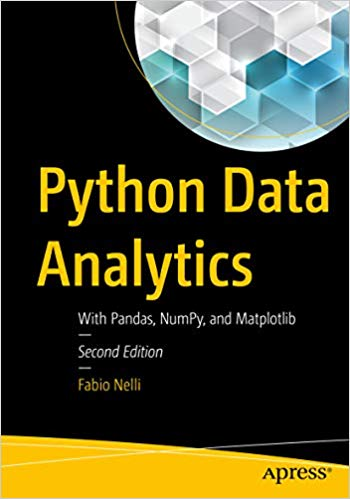 Python Data
Analytics
With Pandas, NumPy, and Matplotlib
—
Second Edition
—
Fabio Nelli
Apress®